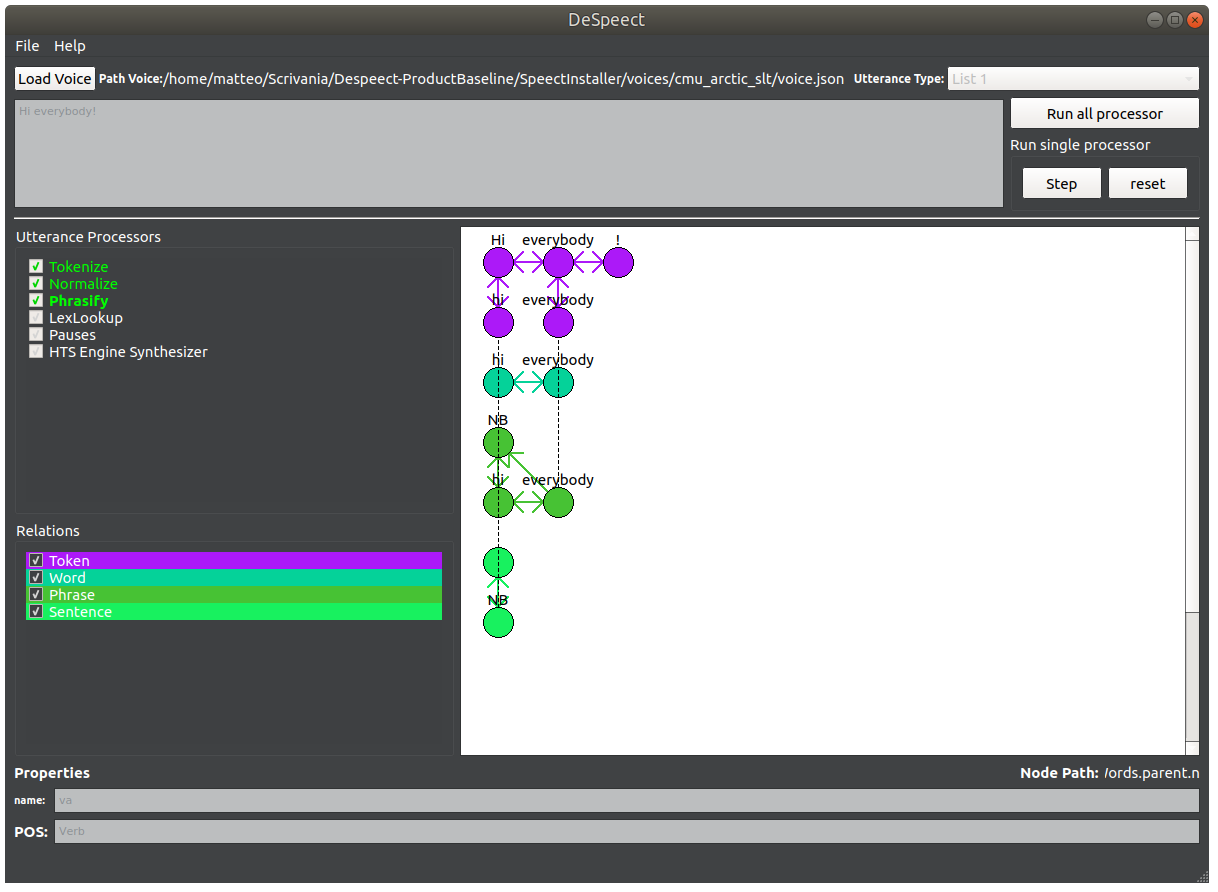 DeSpeect
File Help
Load Voice Path Voice:/home/matteo/Scrivania/Despeect-ProductBaseline/SpeectInstaller/voices/cmu_arctic_slt/voice.json Utterance Type: List 1
Hi everybody!
Run all processor
Run single processor
Step reset
Utterance Processors
Tokenize
Normalize
Phrasify
LexLookup
Pauses
HTS Engine Synthesizer
Relations
Token
Word
Phrase
Sentence
Hi everybody !
hi everybody
hi everybody
NB
hi everybody
NB
Properties
Node Path: /ords.parent.n
name: va
POS: Verb